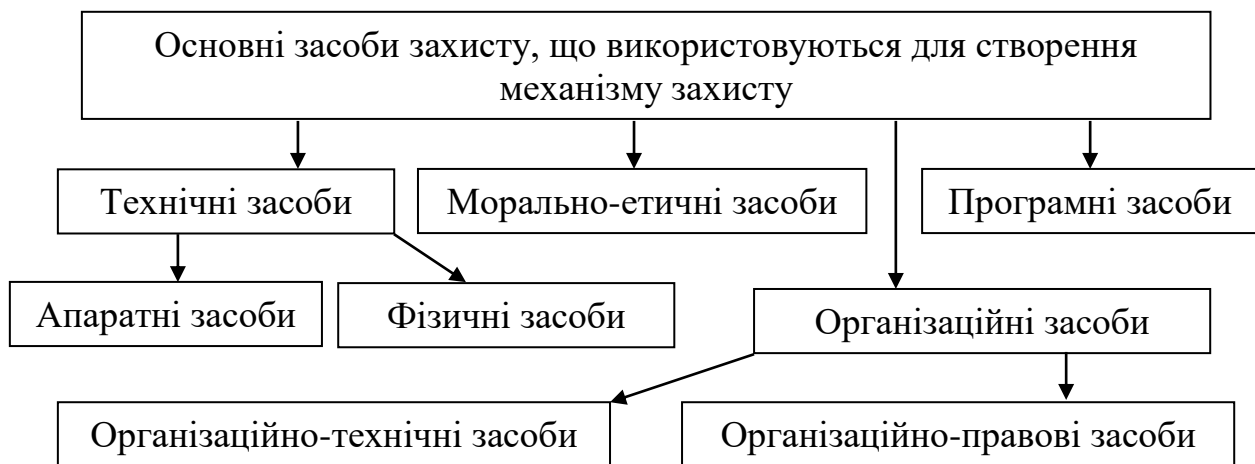 Основні засоби захисту, що використовуються для створення
механізму захисту
Технічні засоби
Морально-етичні засоби
Програмні засоби
Апаратні засоби
Фізичні засоби
Організаційні засоби
Організаційно-технічні засоби
Організаційно-правові засоби